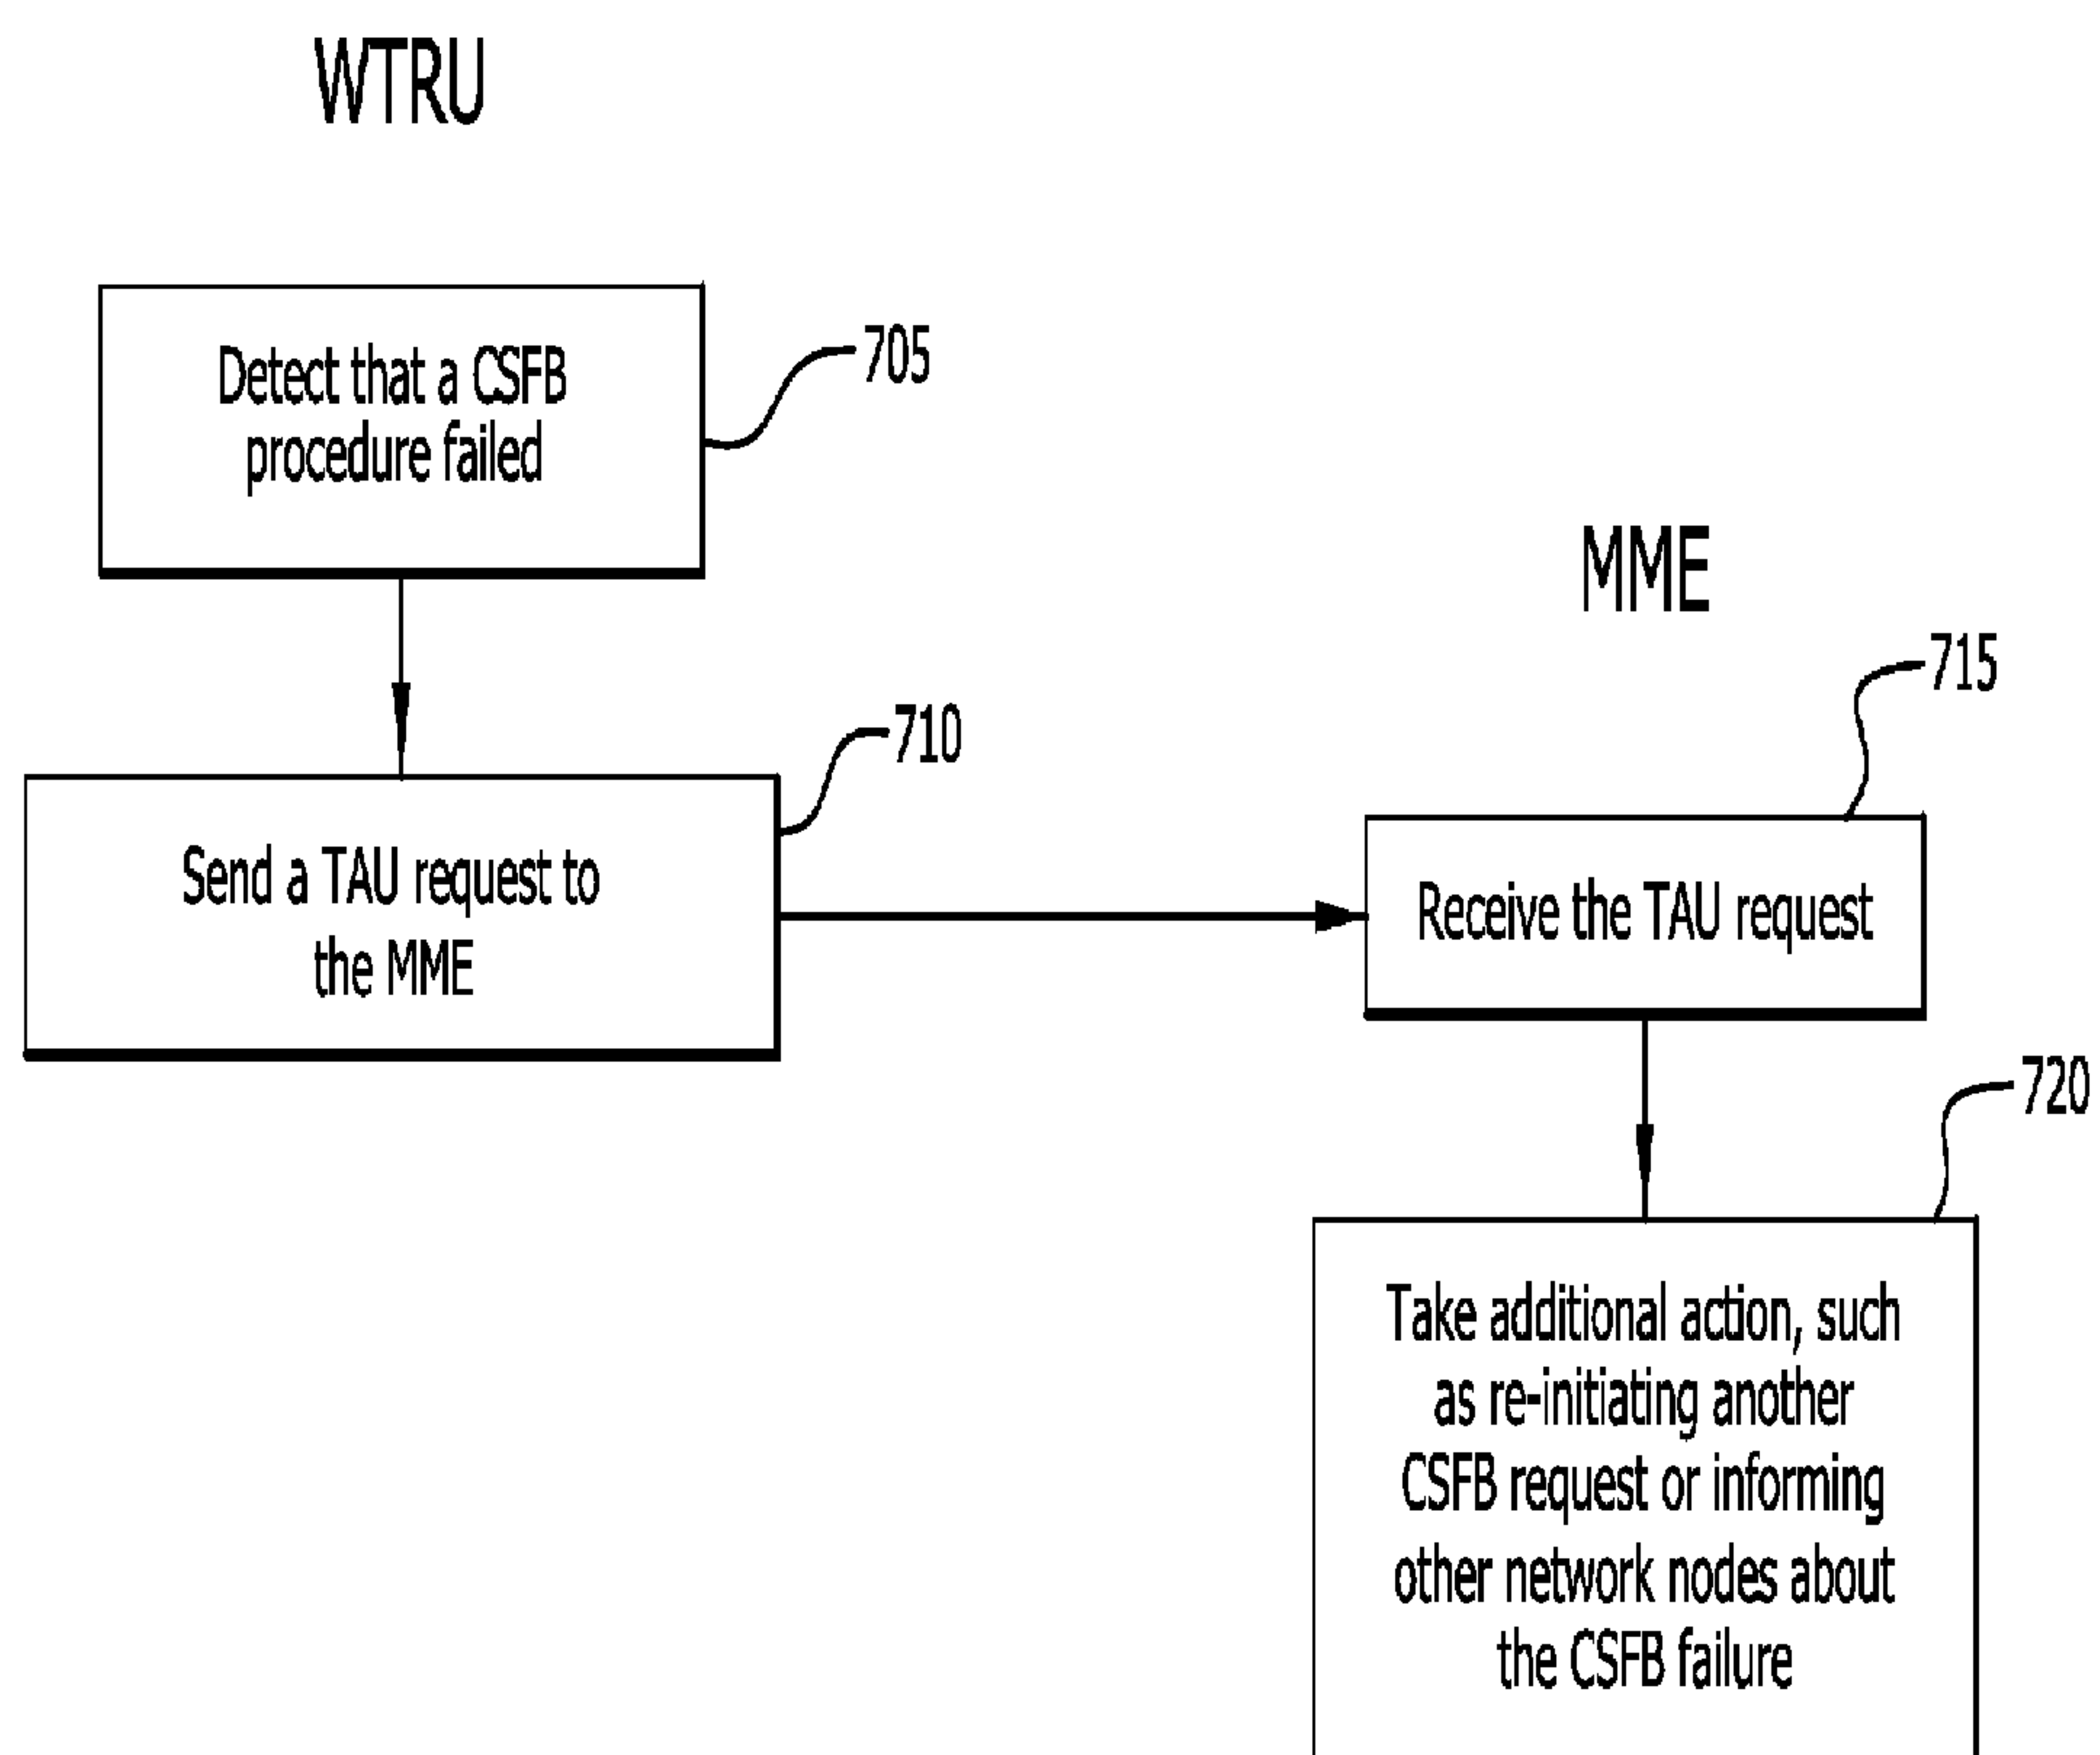 WTRU
Detect that a CSFB
procedure failed
705
MME
715
710
Send a TAU request to
the MME
Receive the TAU request
720
Take additional action, such
as re-initiating another
CSFB request or informing
other network nodes about
the CSFB failure